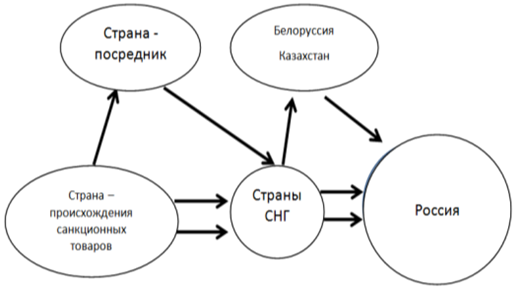 Страна -
посредник
Белоруссия
Казахстан
Страна –
происхождения
санкционных
товаров
Страны
СНГ
Россия